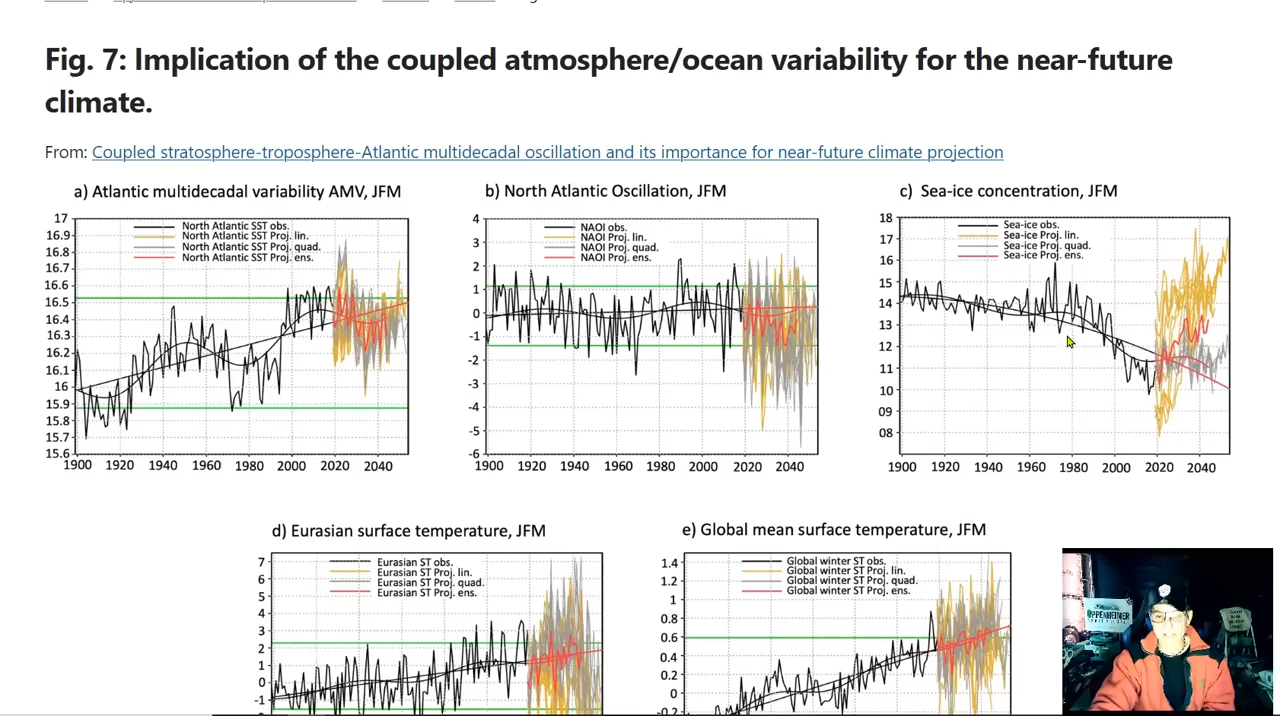 Fig. 7: Implication of the coupled atmosphere/ocean variability for the near-future
climate.
From: Coupled stratosphere-troposphere-Atlantic multidecadal oscillation and its importance for near-future climate projection
a) Atlantic multidecadal variability AMV, JFM
17
16.9
16.8
16.7
16.6
16.5
16.4
16.3
16.2
16.1
16
15.9
15.8
15.7
15.6
North Atlantic SST obs.
North Atlantic SST Proj. lin.
North Atlantic SST Proj. quad.
North Atlantic SST Proj. ens.
1900 1920 1940 1960 1980 2000 2020 2040
b) North Atlantic Oscillation, JFM
4
3
2
1
0
-1
-2
-3
-4
-5
-6
NAOI obs.
NAOI Proj. lin.
NAOI Proj. quad.
NAOI Proj. ens.
1900 1920 1940 1960 1980 2000 2020 2040
c) Sea-ice concentration, JFM
18
17
16
15
14
13
12
11
10
09
08
Sea-ice obs.
Sea-ice Proj. lin.
Sea-ice Proj. quad.
Sea-ice Proj. ens.
1900 1920 1940 1960 1980 2000 2020 2040
d) Eurasian surface temperature, JFM
7
6
5
4
3
2
1
0
-1
Eurasian ST obs.
Eurasian ST Proj. lin.
Eurasian ST Proj. quad.
Eurasian ST Proj. ens.
e) Global mean surface temperature, JFM
1.4
1.2
1
0.8
0.6
0.4
0.2
0
-0.2
Global winter ST obs.
Global winter ST Proj. lin.
Global winter ST Proj. quad.
Global winter ST Proj. ens.
OPPENHEIMER